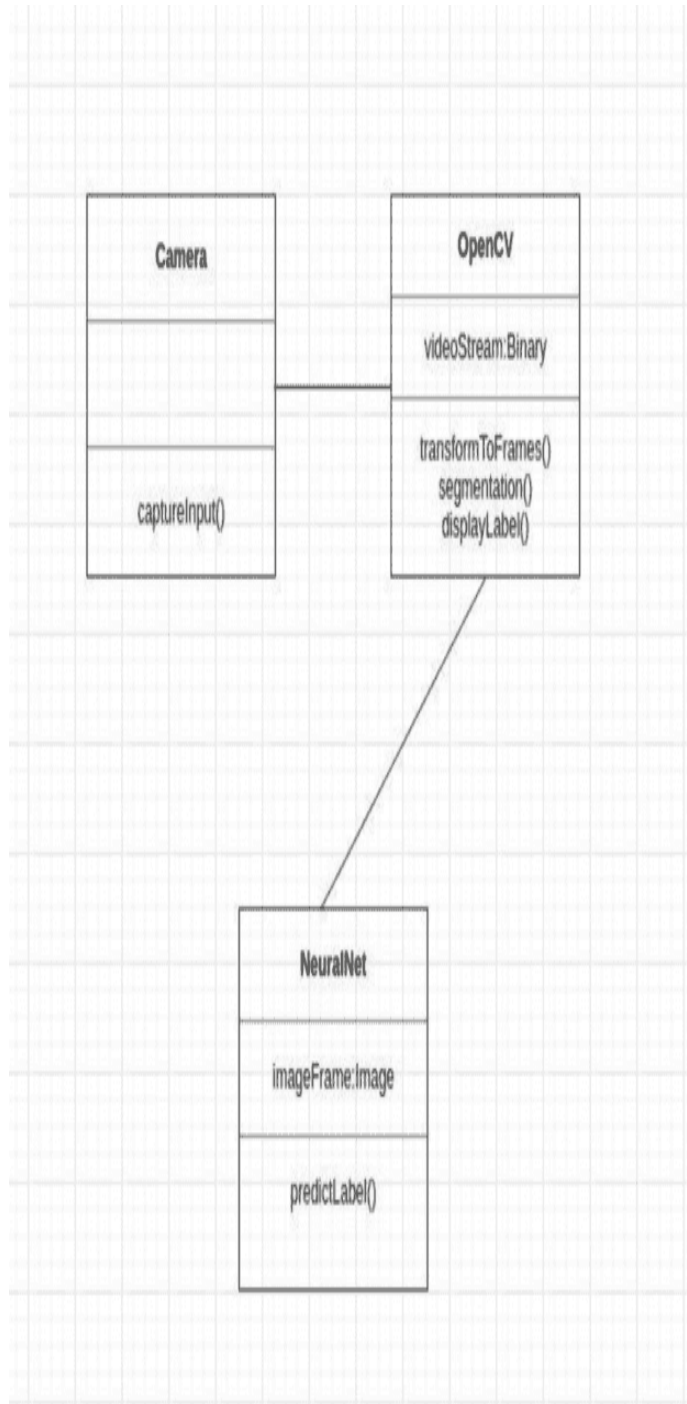 Camera
captureInput()
OpenCV
videoStream:Binary
transformToFrames()
segmentation()
displayLabel()
NeuralNet
imageFrame:Image
predictLabel()